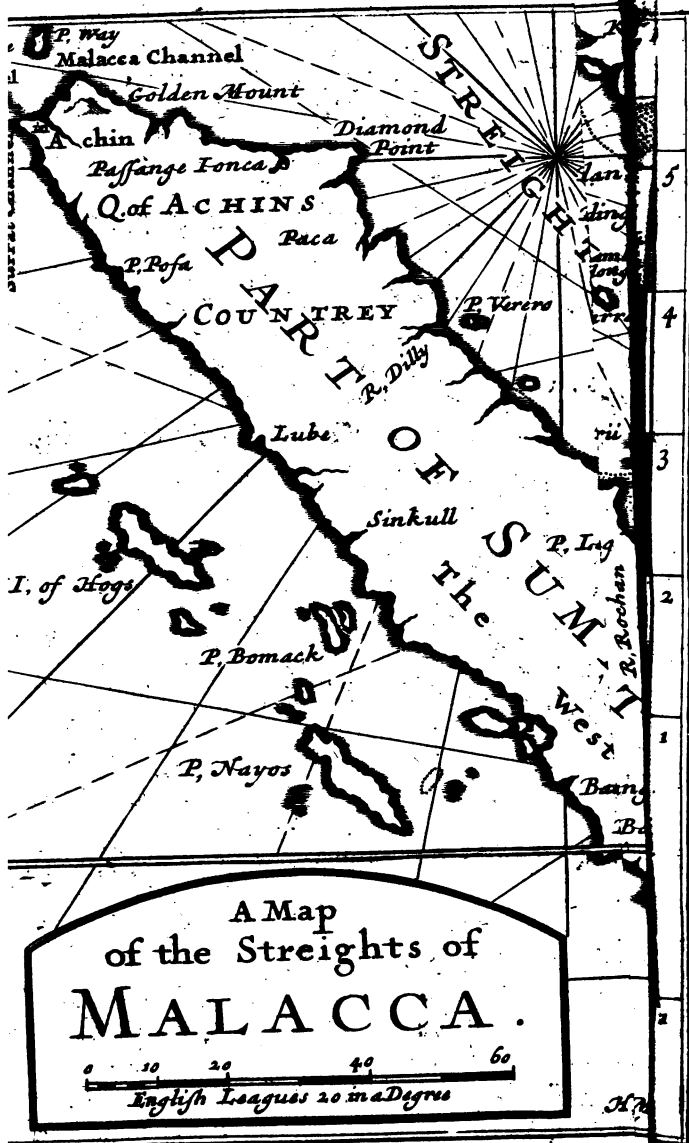 P. Way
Malacca Channel
Golden Mount
Achin
Diamond
Point
Passange Ionca
Q. of ACHINS
COUNTREY
Paca
P, Posa
P, Verero
R, Dilly
STREIGHT
PART OF SUM
The
West
Lube
Sinkull
I, of Hogs
P, Bomack
P, Nayos
R, Rochan
5
4
3
2
1
A Map
of the Streights of
MALACCA.
0 10 20 40 60
English Leagues 20 in a Degree